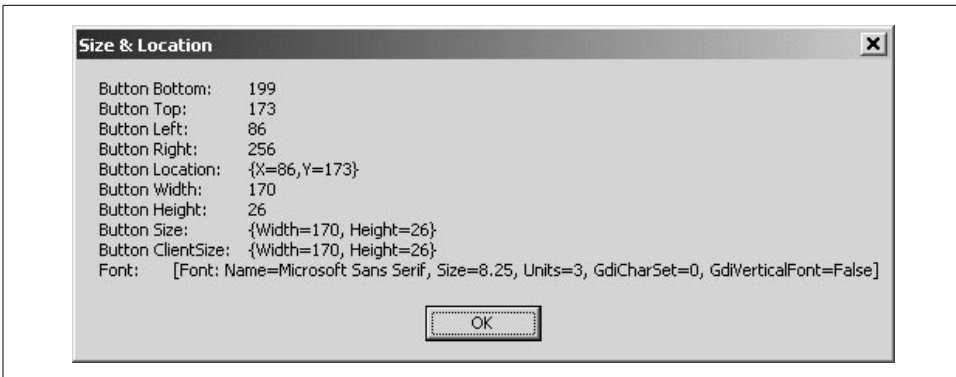 Size & Location
Button Bottom: 199
Button Top: 173
Button Left: 86
Button Right: 256
Button Location: {X=86,Y=173}
Button Width: 170
Button Height: 26
Button Size: {Width=170, Height=26}
Button ClientSize: {Width=170, Height=26}
Font: [Font: Name=Microsoft Sans Serif, Size=8.25, Units=3, GdiCharSet=0, GdiVerticalFont=False]
OK